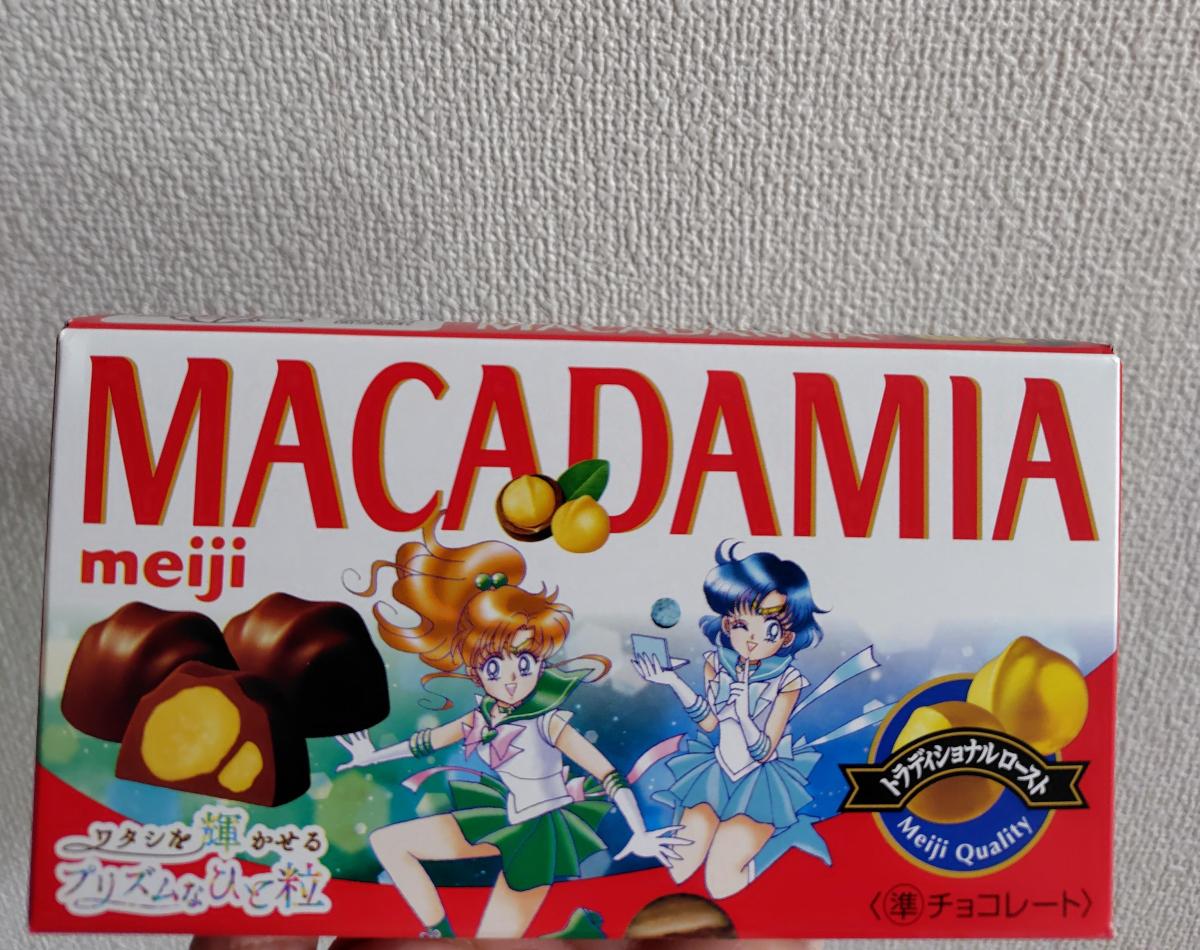 MACADAMIA
MACADAMIA
meiji
ワタシを輝かせる
プリズムなひと粒
トラディショナルロースト
Meiji Quality
〈準チョコレート〉